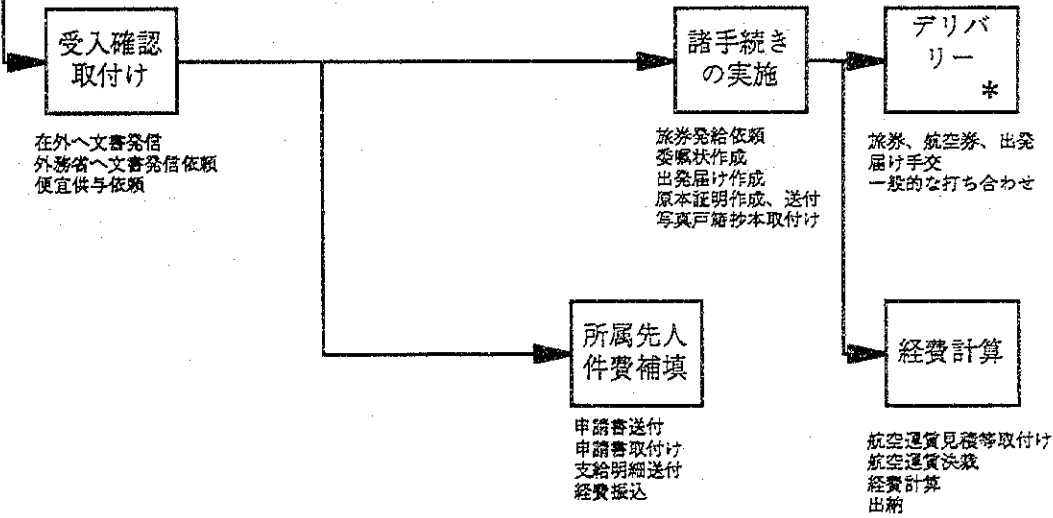 受入確認
取付け
在外へ文書発信
外務省へ文書発信依頼
便宜供与依頼
諸手続き
の実施
旅券発給依頼
委嘱状作成
出発届け作成
原本証明作成、送付
写真戸籍抄本取付け
デリバ
リー
*
旅券、航空券、出発
届け手交
一般的な打ち合わせ
所属先人
件費補填
申請書送付
申請書取付け
支給明細送付
経費振込
経費計算
航空運賃見積等取付け
航空運賃決裁
経費計算
出納